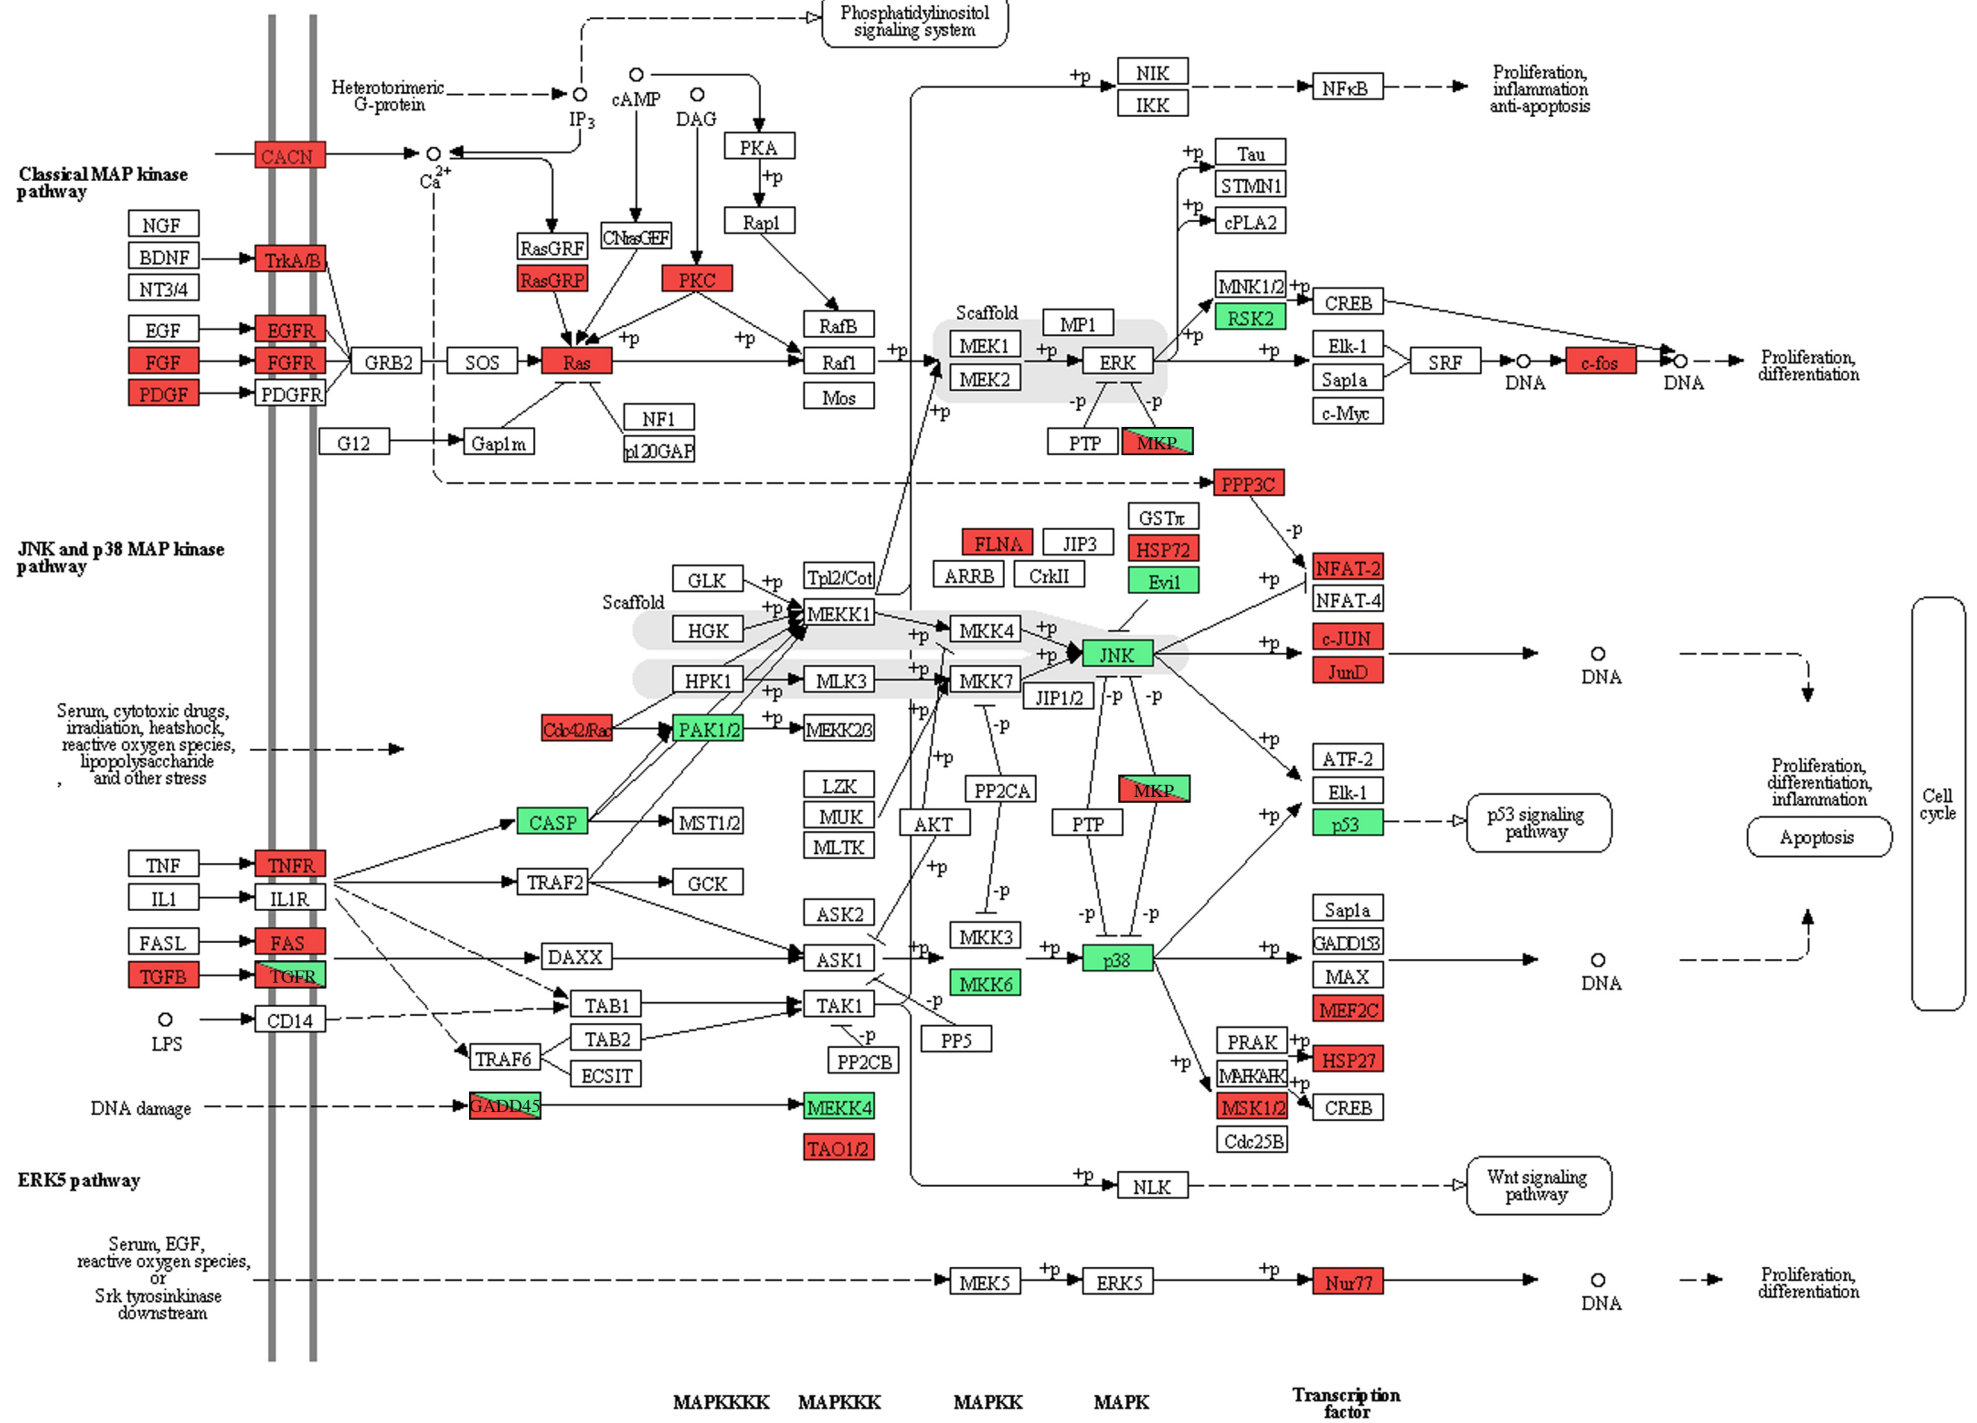 Phosphatidylinositol
signaling system
Heterotorimeric
G-protein
IP3
cAMP
DAG
+p
NIK
IKK
NFκB
Proliferation,
inflammation
anti-apoptosis
CACN
Ca2+
PKA
+p
Rap1
+p
Tau
STMN1
+p
cPLA2
Classical MAP kinase
pathway
NGF
BDNF
NT3/4
TrkA/B
RasGRF
CNrasGEF
RasGRP
PKC
MNK1/2
+p
CREB
RSK2
EGF
EGFR
FGF
FGFR
PDGF
PDGFR
GRB2
SOS
Ras
+p
+p
RafB
Raf1
Mos
+p
+p
Scaffold
MP1
MEK1
MEK2
+p
ERK
+p
+p
Elk-1
Sap1a
c-Myc
SRF
DNA
c-fos
DNA
Proliferation,
differentiation
G12
Gap1m
NF1
p120GAP
-p
-p
PTP
MKP
PPP3C
-p
JNK and p38 MAP kinase
pathway
FLNA
JIP3
ARRB
CrkII
GSTπ
HSP72
Evi1
NFAT-2
NFAT-4
+p
Scaffold
GLK
+p
Tpl2/Cot
HGK
+p
MEKK1
+p
MKK4
+p
JNK
+p
c-JUN
JunD
DNA
HPK1
+p
MLK3
+p
MKK7
+p
JIP1/2
Cdc42/Rac
PAK1/2
+p
MEKK2/3
+p
-p
-p
-p
+p
+p
Serum, cytotoxic drugs,
irradiation, heatshock,
reactive oxygen species,
lipopolysaccharide
and other stress
,
LZK
MUK
MLTK
AKT
PP2CA
PTP
MKP
ATF-2
Elk-1
p53
+p
p53 signaling
pathway
Proliferation,
differentiation,
inflammation
Apoptosis
Cell
cycle
CASP
MST1/2
TNF
TNFR
IL1
IL1R
TRAF2
GCK
+p
-p
-p
-p
FASL
FAS
TGFB
TGFR
DAXX
ASK2
ASK1
+p
MKK3
MKK6
+p
p38
+p
Sap1a
GADD153
MAX
MEF2C
DNA
LPS
CD14
TAB1
TAK1
-p
PP5
TRAF6
TAB2
ECSIT
-p
PP2CB
+p
PRAK
+p
MAPKAPK
+p
HSP27
MSK1/2
CREB
Cdc25B
DNA damage
GADD45
MEKK4
TAO1/2
ERK5 pathway
+p
NLK
Wnt signaling
pathway
Serum, EGF,
reactive oxygen species,
or
Srk tyrosinkinase
downstream
MEK5
+p
ERK5
+p
Nur77
DNA
Proliferation,
differentiation
MAPKKKK
MAPKKK
MAPKK
MAPK
Transcription
factor